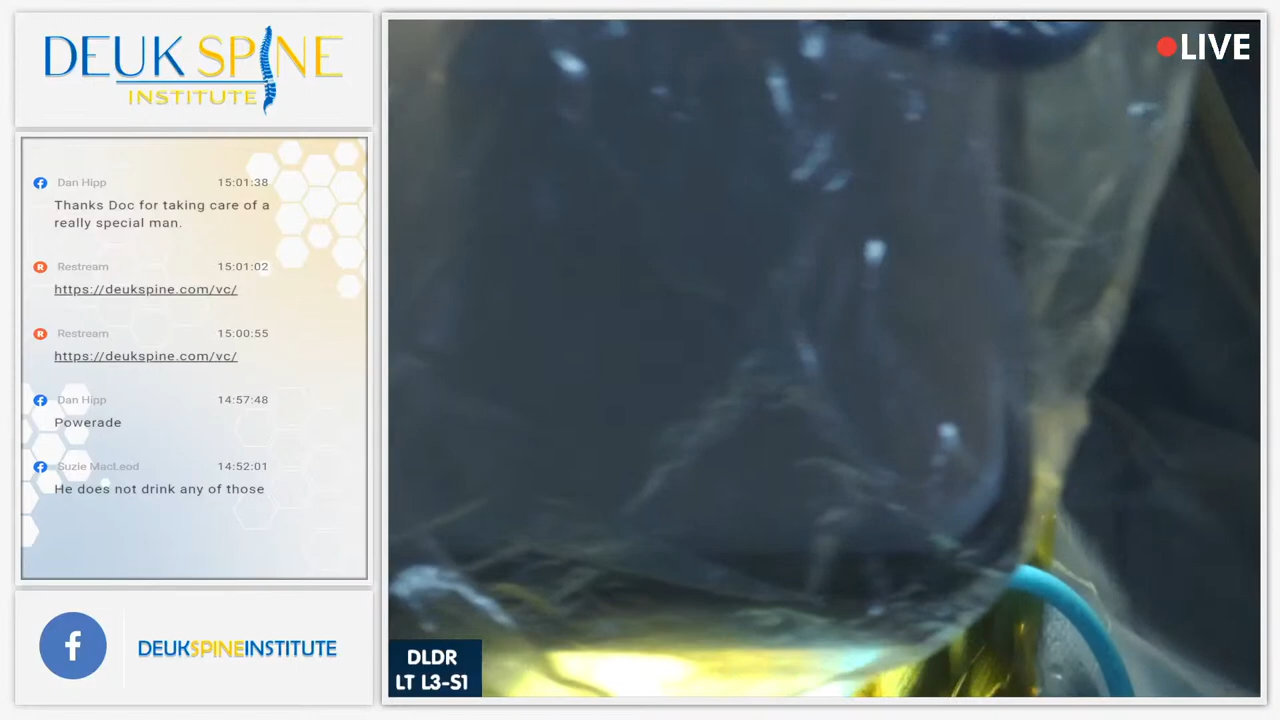 DEUK SPINE
INSTITUTE
Dan Hipp 15:01:38
Thanks Doc for taking care of a
really special man.
Restream 15:01:02
https://deukspine.com/vc/
Restream 15:00:55
https://deukspine.com/vc/
Dan Hipp 14:57:48
Powerade
Suzie MacLeod 14:52:01
He does not drink any of those
f DEUKSPINEINSTITUTE
LIVE
DLDR
LT L3-S1